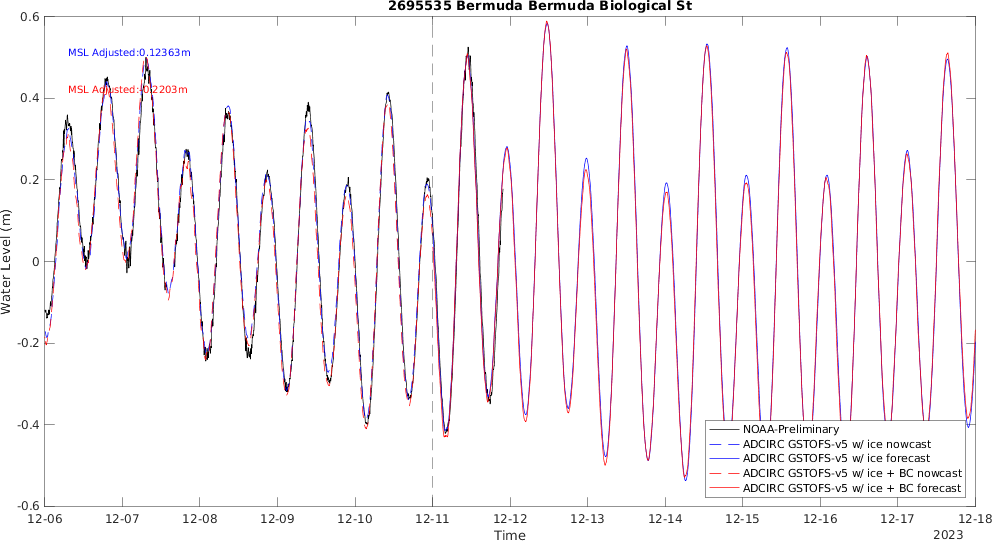 2695535 Bermuda Bermuda Biological St
0.6
MSL Adjusted:0.12363m
MSL Adjusted:-0.2203m
0.4
0.2
0
-0.2
-0.4
-0.6
Water Level (m)
NOAA-Preliminary
ADCIRC GSTOFS-v5 w/ ice nowcast
ADCIRC GSTOFS-v5 w/ ice forecast
ADCIRC GSTOFS-v5 w/ ice + BC nowcast
ADCIRC GSTOFS-v5 w/ ice + BC forecast
12-06 12-07 12-08 12-09 12-10 12-11 12-12 12-13 12-14 12-15 12-16 12-17 12-18
Time
2023